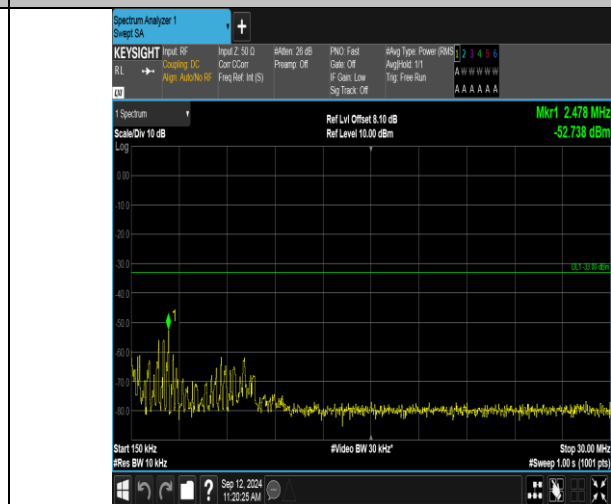 Spectrum Analyzer 1
Swept SA
+
KEYSIGHT Input: RF Input Z: 50 Ω #Atten: 26 dB PNO: Fast #Avg Type: Power (RMS 1 2 3 4 5 6
RL Coupling: DC Corr CCorr Preamp: Off Gate: Off Avg|Hold: 1/1 A W W W W W
Align: Auto/No RF Freq Ref: Int (S) IF Gain: Low Trig: Free Run
Sig Track: Off A A A A A A
LXI
1 Spectrum Ref Lvl Offset 8.10 dB Mkr1 2.478 MHz
Scale/Div 10 dB Ref Level 10.00 dBm -52.738 dBm
Log
0.00
-10.0
-20.0
-30.0 DL1 -33.00 dBm
-40.0
-50.0 1
-60.0
-70.0
-80.0
Start 150 kHz #Video BW 30 kHz* Stop 30.00 MHz
#Res BW 10 kHz #Sweep 1.00 s (1001 pts)
? Sep 12, 2024
11:20:25 AM